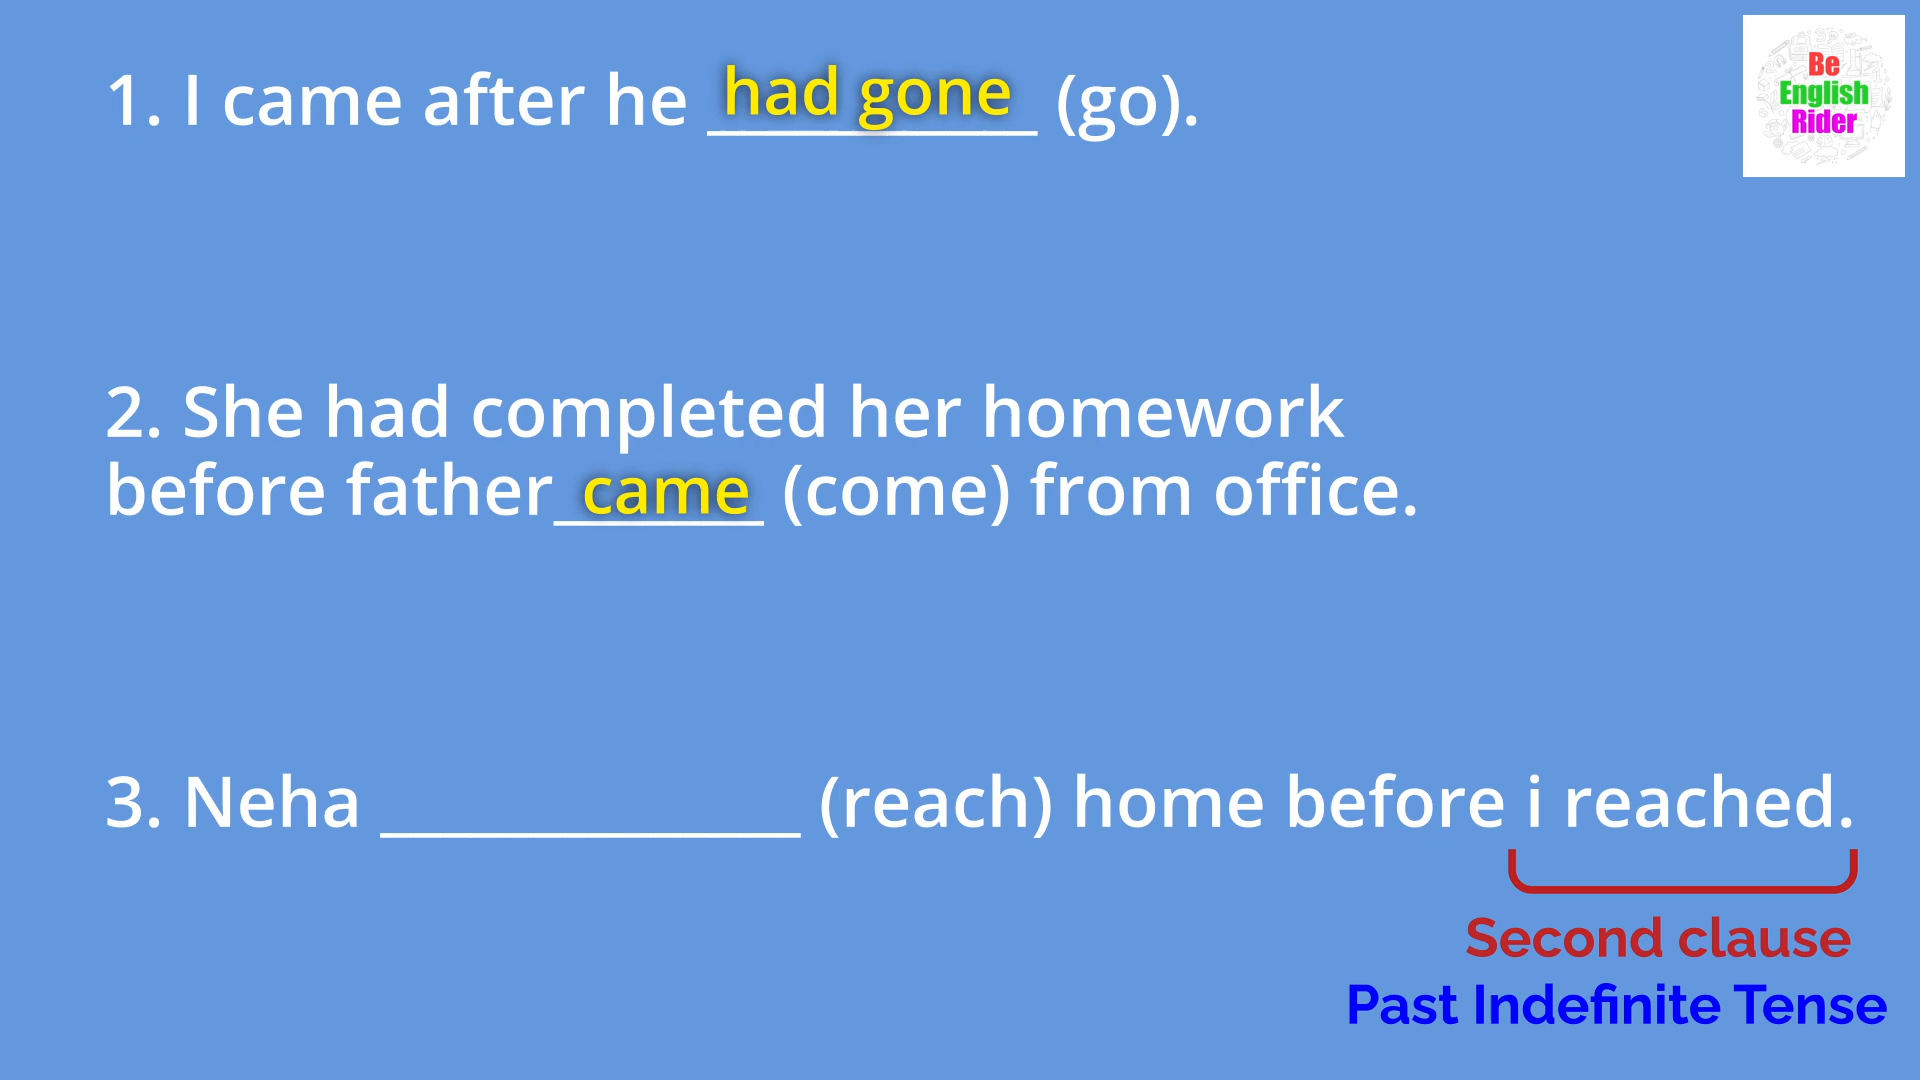 1. I came after he had gone (go).
Be
English
Rider
2. She had completed her homework
before father came (come) from office.
3. Neha ______________ (reach) home before i reached.
Second clause
Past Indefinite Tense